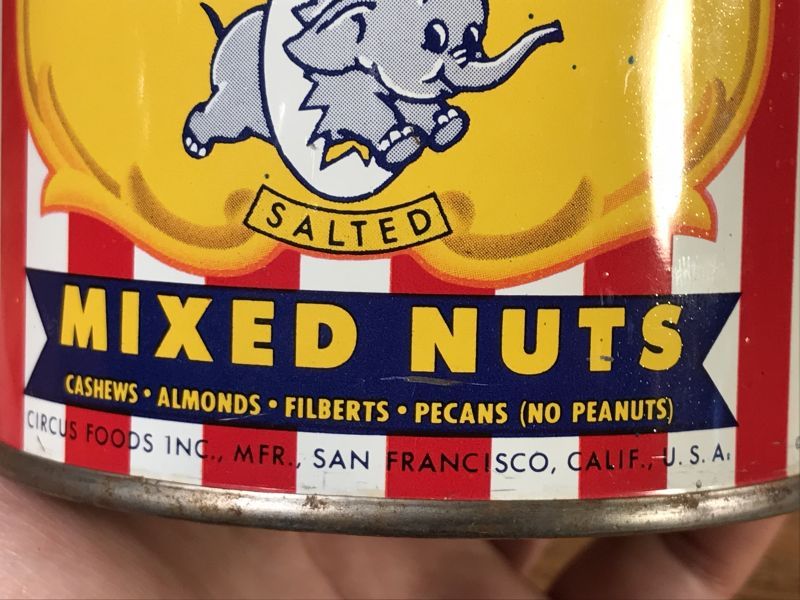 SALTED
MIXED NUTS
CASHEWS • ALMONDS • FILBERTS • PECANS (NO PEANUTS)
CIRCUS FOODS INC., MFR., SAN FRANCISCO, CALIF., U.S.A.